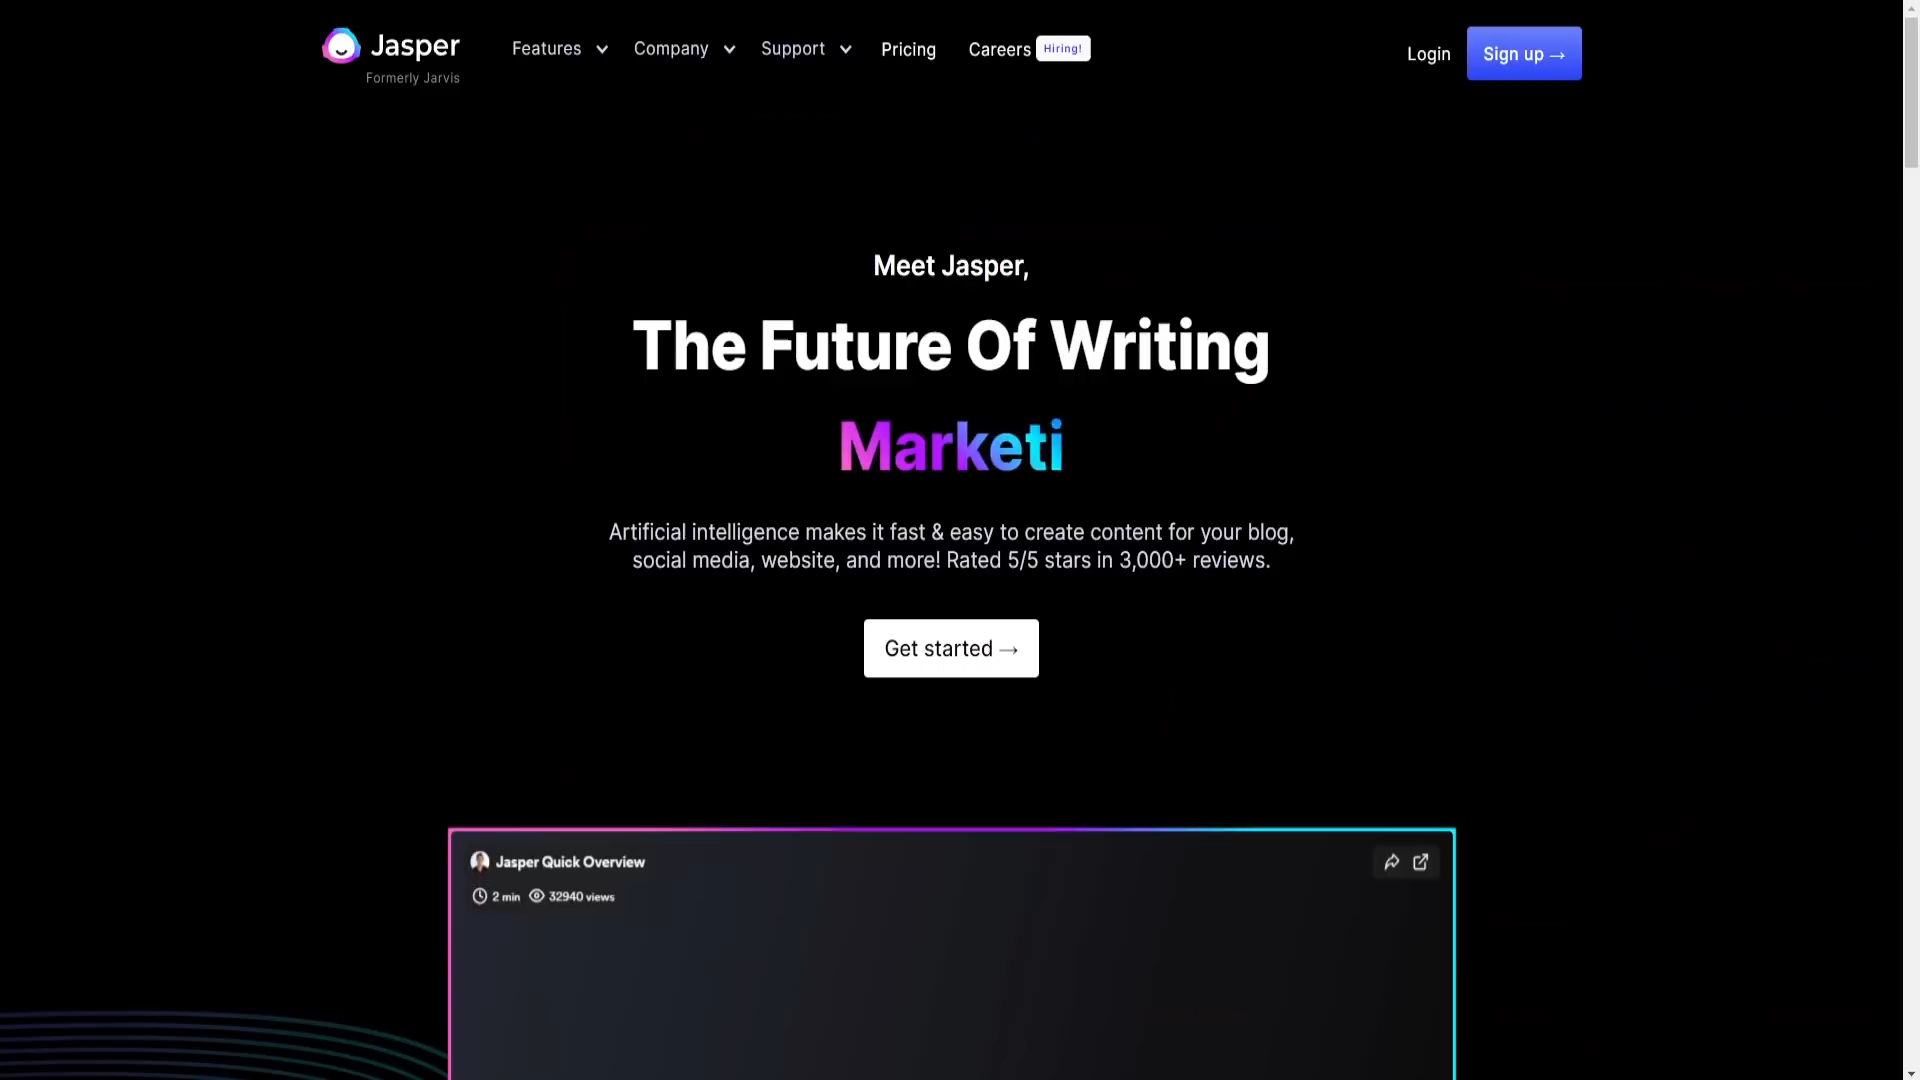 Jasper
Formerly Jarvis
Features
Company
Support
Pricing
Careers Hiring!
Login
Sign up →
Meet Jasper,
The Future Of Writing
Marketi
Artificial intelligence makes it fast & easy to create content for your blog,
social media, website, and more! Rated 5/5 stars in 3,000+ reviews.
Get started →
Jasper Quick Overview
2 min 32940 views